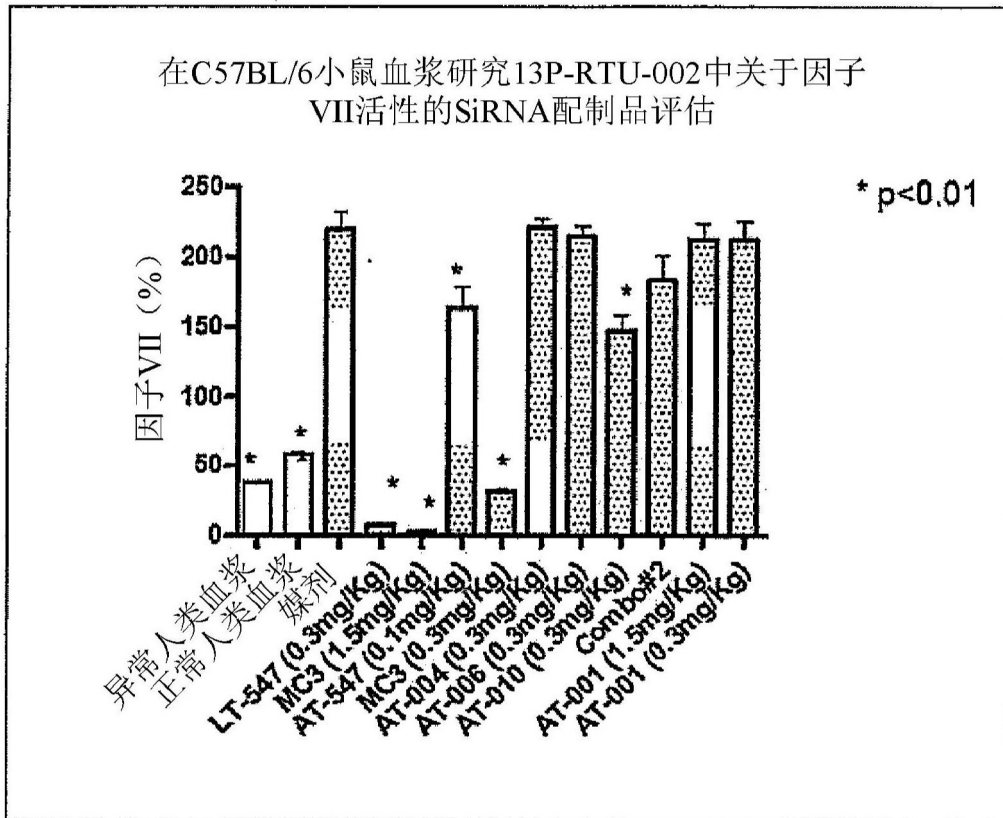 在C57BL/6小鼠血浆研究13P-RTU-002中关于因子
VII活性的SiRNA配制品评估
* p<0.01
因子VII（%）
250
200
150
100
50
0
*
*
*
*
*
*
*
异常人类血浆
正常人类血浆
媒剂
LT-547 (0.3mg/Kg)
MC3 (1.5mg/Kg)
AT-547 (0.1mg/Kg)
MC3 (0.3mg/Kg)
AT-004 (0.3mg/Kg)
AT-006 (0.3mg/Kg)
AT-010 (0.3mg/Kg)
Combo#2
AT-001 (1.5mg/Kg)
AT-001 (0.3mg/Kg)